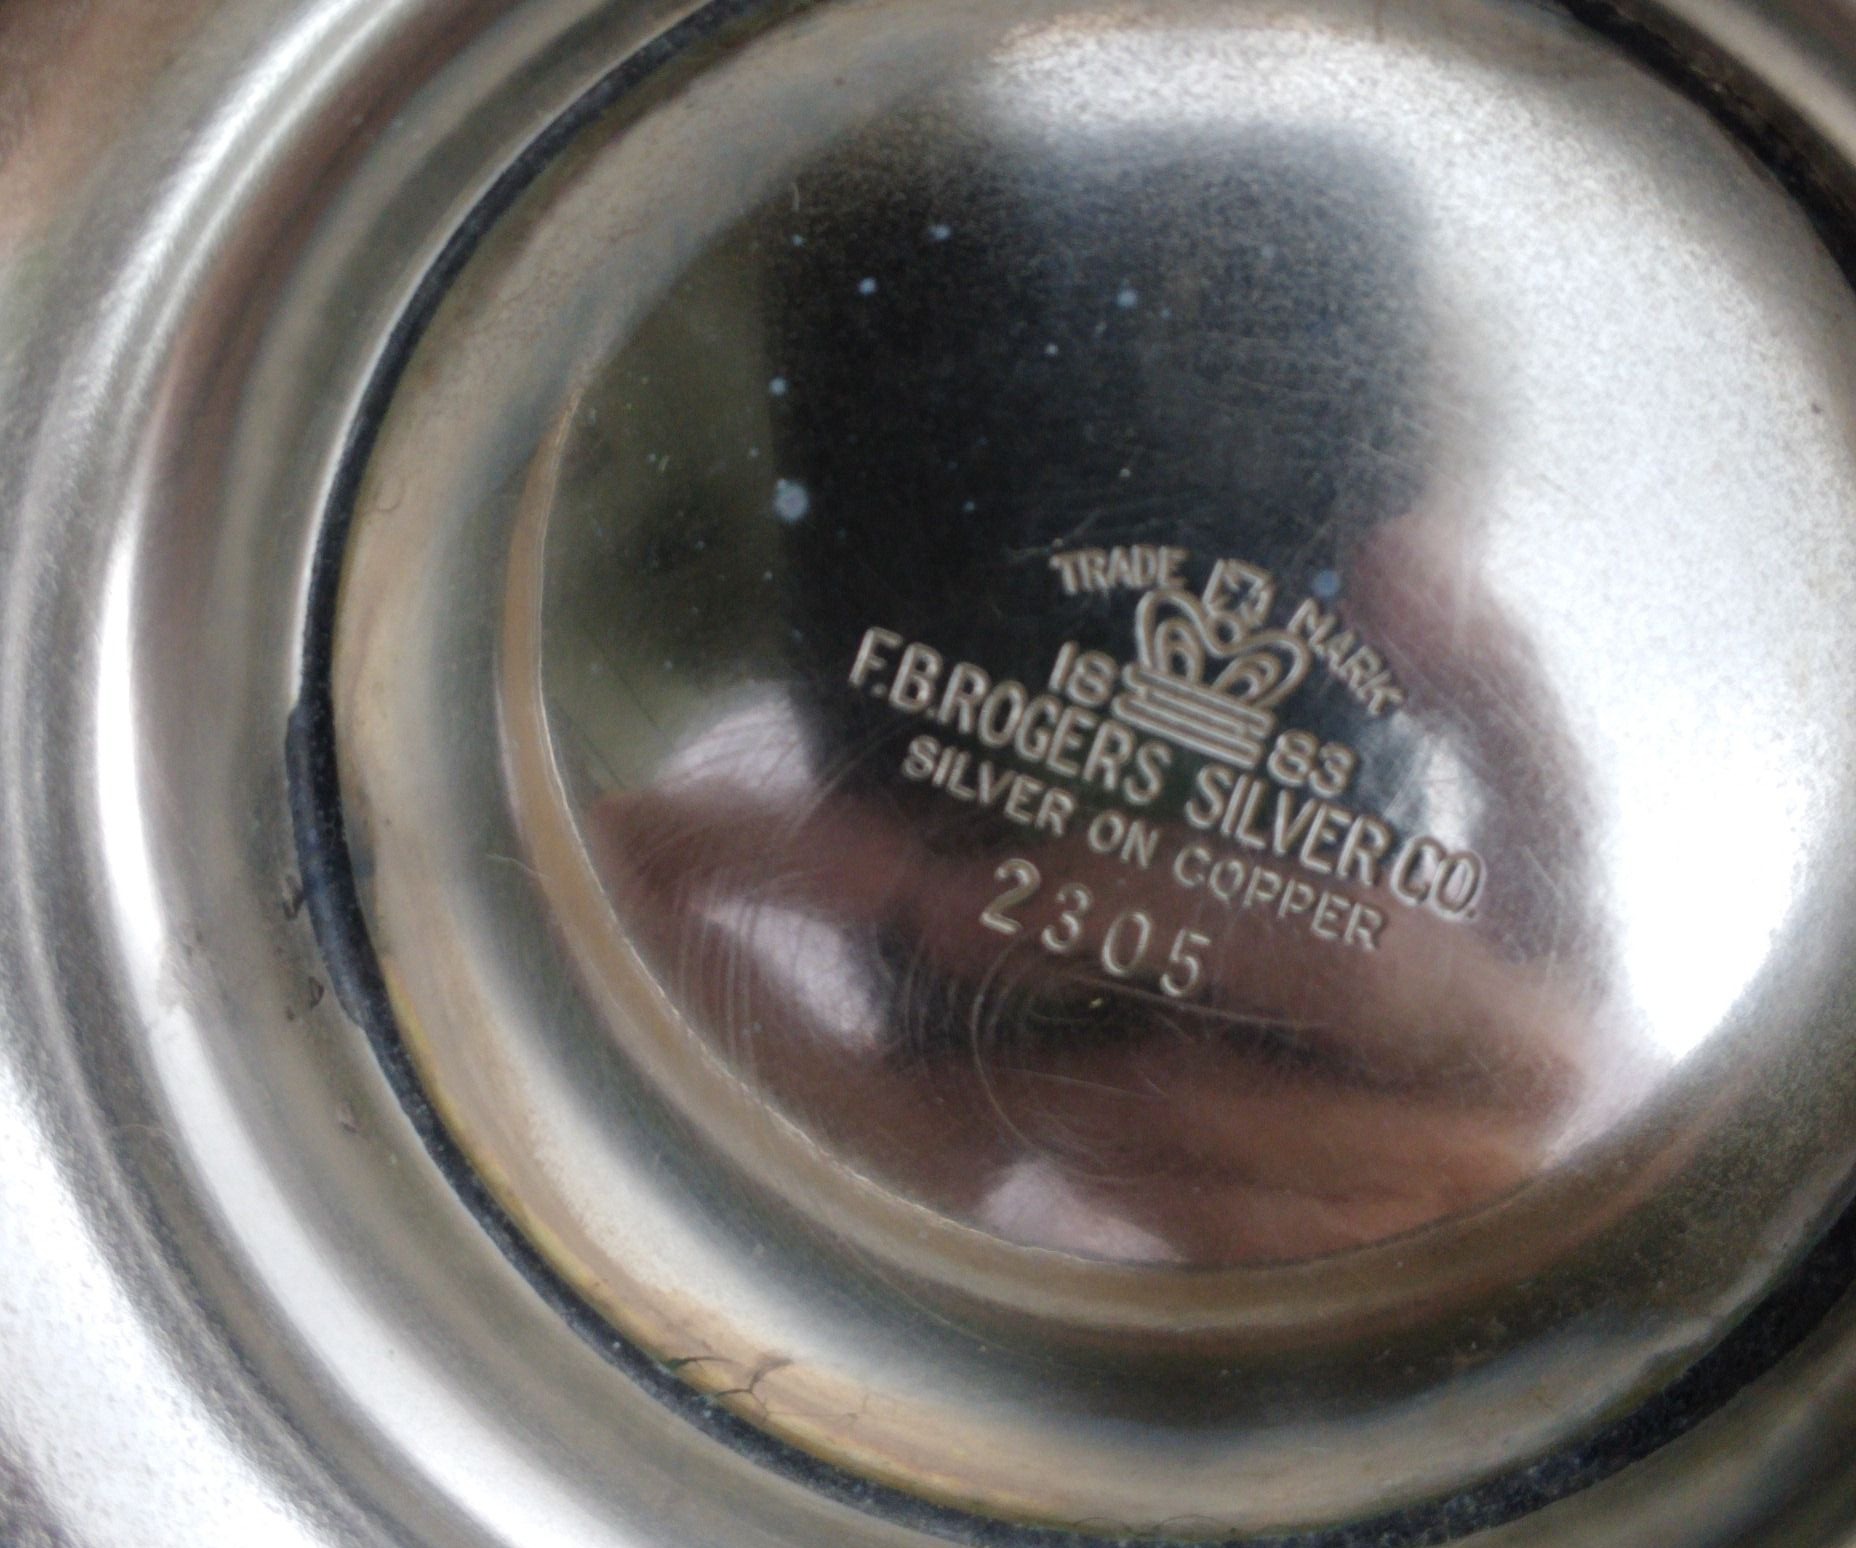 TRADE MARK
18 83
F.B.ROGERS SILVER CO.
SILVER ON COPPER
2305